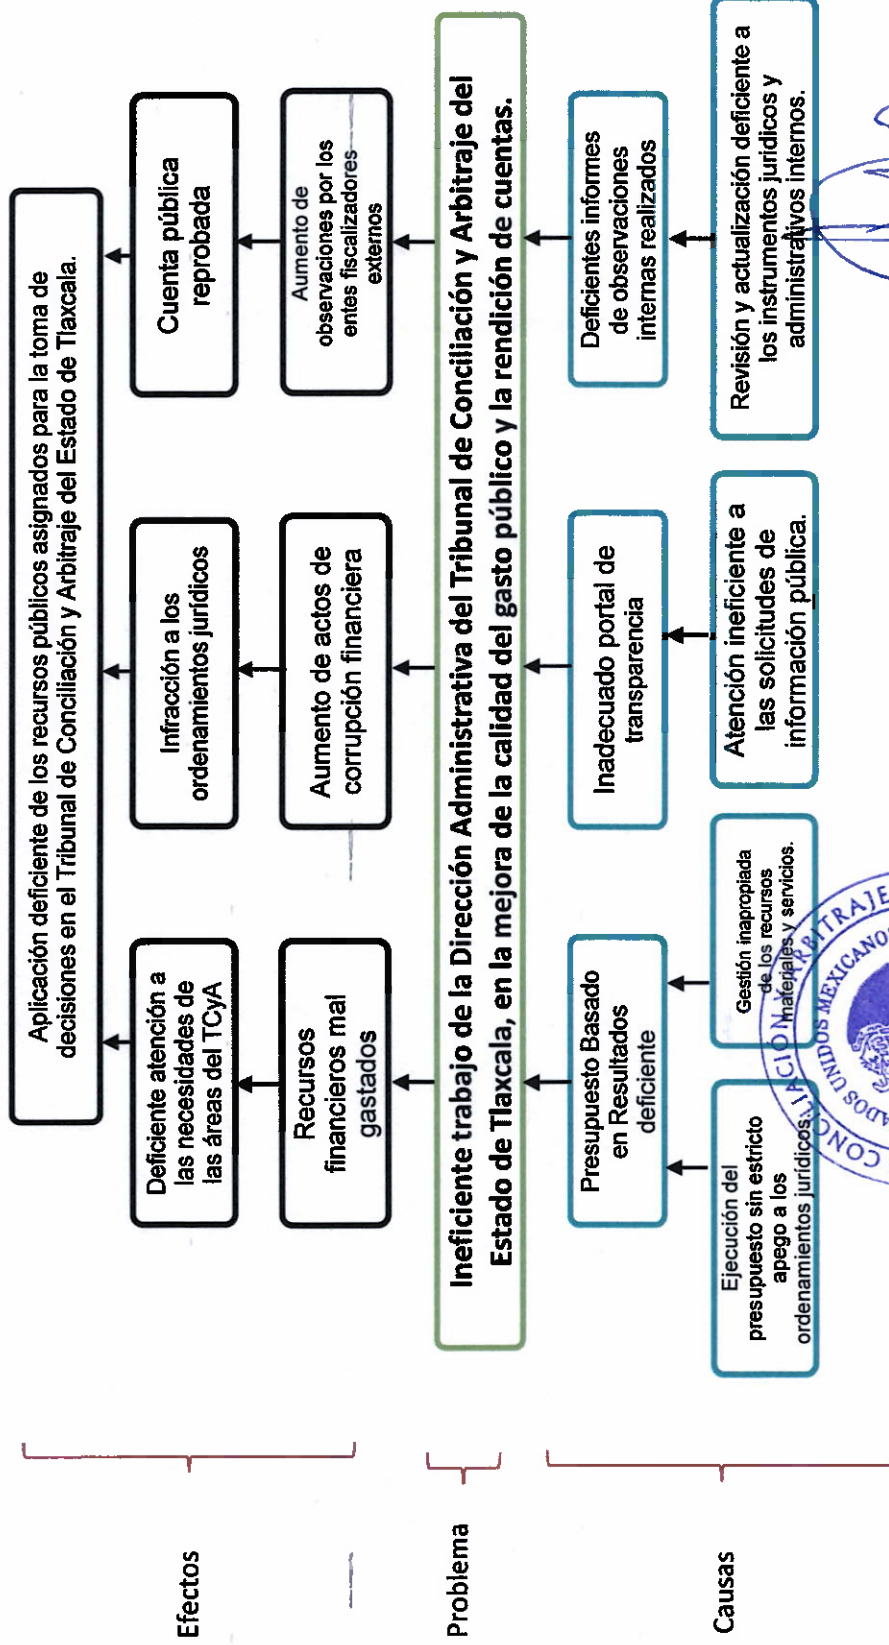 Efectos
Aplicación deficiente de los recursos públicos asignados para la toma de
decisiones en el Tribunal de Conciliación y Arbitraje del Estado de Tlaxcala.
Deficiente atención a
las necesidades de
las áreas del TCyA
Infracción a los
ordenamientos jurídicos
Cuenta pública
reprobada
Recursos
financieros mal
gastados
Aumento de actos de
corrupción financiera
Aumento de
observaciones por los
entes fiscalizadores
externos
Problema
Ineficiente trabajo de la Dirección Administrativa del Tribunal de Conciliación y Arbitraje del
Estado de Tlaxcala, en la mejora de la calidad del gasto público y la rendición de cuentas.
Causas
Presupuesto Basado
en Resultados
deficiente
Inadecuado portal de
transparencia
Deficientes informes
de observaciones
internas realizados
Ejecución del
presupuesto sin estricto
apego a los
ordenamientos jurídicos.
Gestión inapropiada
de los recursos
materiales y servicios.
Atención ineficiente a
las solicitudes de
información pública.
Revisión y actualización deficiente a
los instrumentos jurídicos y
administrativos internos.
CONCILIACIÓN Y ARBITRAJE
UNIDOS MEXICANOS